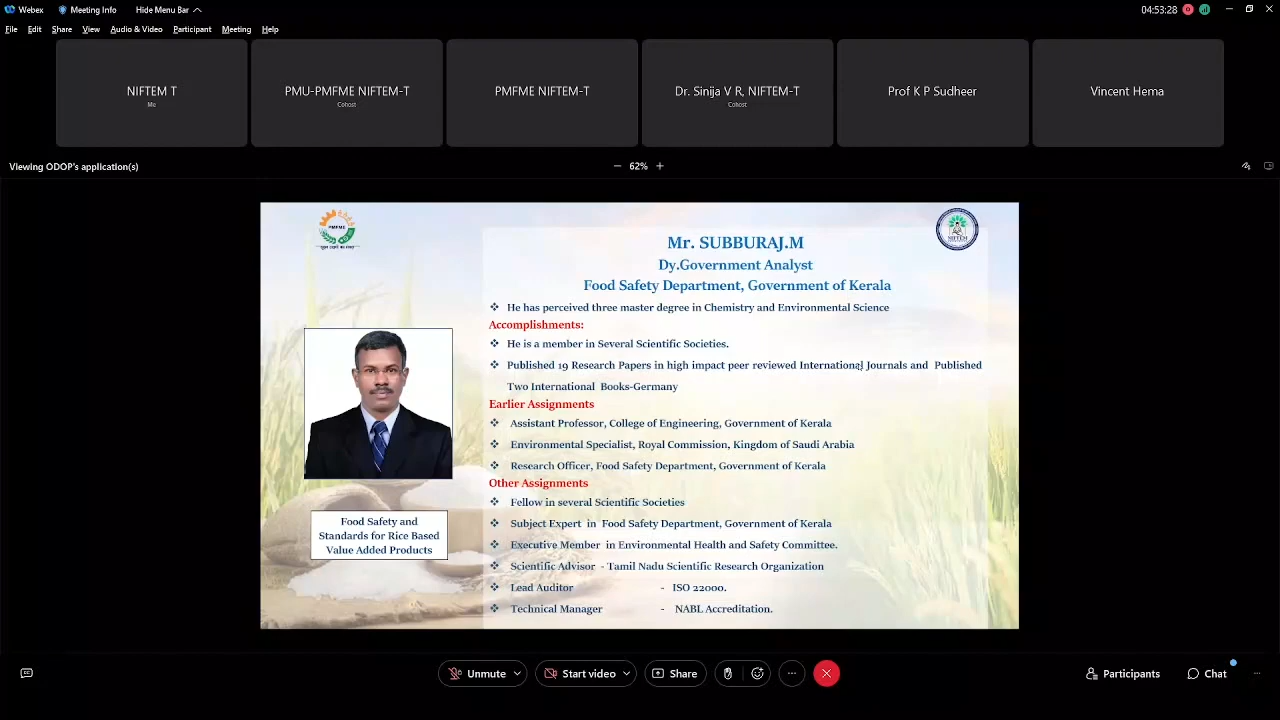 Webex
Meeting Info
Hide Menu Bar
04:53:28
File Edit Share View Audio & Video Participant Meeting Help
NIFTEM T
Me
PMU-PMFME NIFTEM-T
Cohost
PMFME NIFTEM-T
Dr. Sinija V R, NIFTEM-T
Cohost
Prof K P Sudheer
Vincent Hema
Viewing ODOP's application(s)
62%
PMFME
NIFTEM
Mr. SUBBURAJ.M
Dy.Government Analyst
Food Safety Department, Government of Kerala
He has perceived three master degree in Chemistry and Environmental Science
Accomplishments:
He is a member in Several Scientific Societies.
Published 19 Research Papers in high impact peer reviewed International Journals and Published
Two International Books-Germany
Earlier Assignments
Assistant Professor, College of Engineering, Government of Kerala
Environmental Specialist, Royal Commission, Kingdom of Saudi Arabia
Research Officer, Food Safety Department, Government of Kerala
Other Assignments
Fellow in several Scientific Societies
Subject Expert in Food Safety Department, Government of Kerala
Executive Member in Environmental Health and Safety Committee.
Scientific Advisor - Tamil Nadu Scientific Research Organization
Lead Auditor - ISO 22000.
Technical Manager - NABL Accreditation.
Food Safety and
Standards for Rice Based
Value Added Products
Unmute
Start video
Share
Participants
Chat